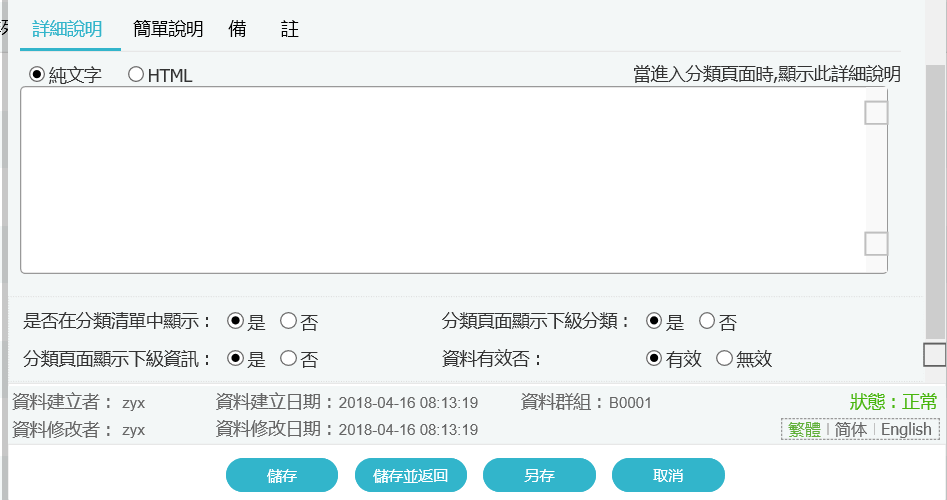 詳細說明 簡單說明 備 註
純文字 HTML 當進入分類頁面時,顯示此詳細說明
是否在分類清單中顯示： 是 否 分類頁面顯示下級分類： 是 否
分類頁面顯示下級資訊： 是 否 資料有效否： 有效 無效
資料建立者： zyx 資料建立日期：2018-04-16 08:13:19 資料群組：B0001 狀態：正常
資料修改者： zyx 資料修改日期：2018-04-16 08:13:19 繁體 | 简体 | English
儲存 儲存並返回 另存 取消